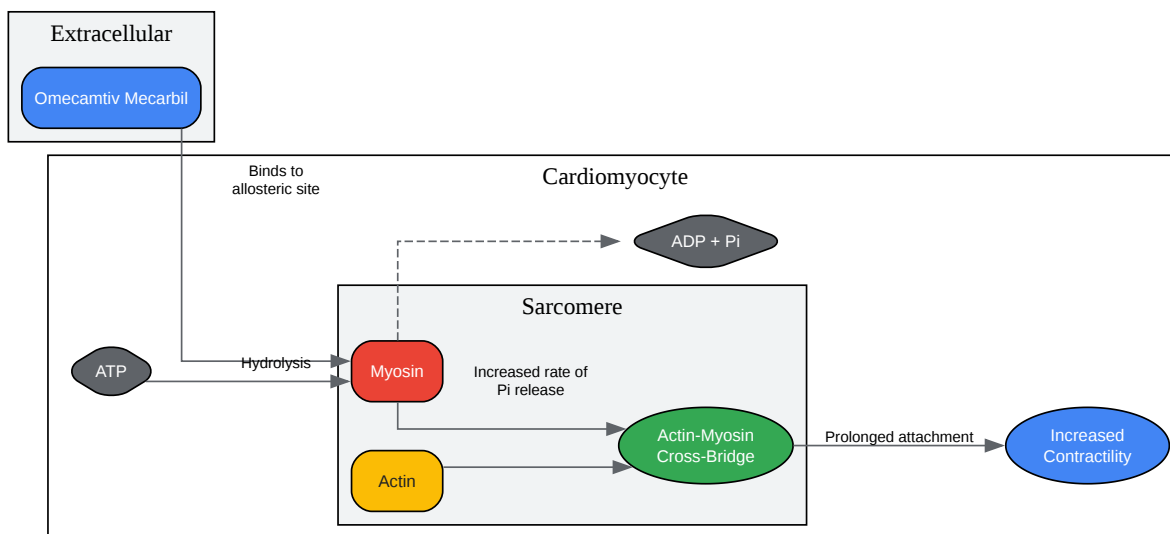 Extracellular
Omecamtiv Mecarbil
Binds to
allosteric site
Cardiomyocyte
ADP + Pi
Sarcomere
ATP
Hydrolysis
Myosin
Increased rate of
Pi release
Actin-Myosin
Cross-Bridge
Prolonged attachment
Increased
Contractility
Actin